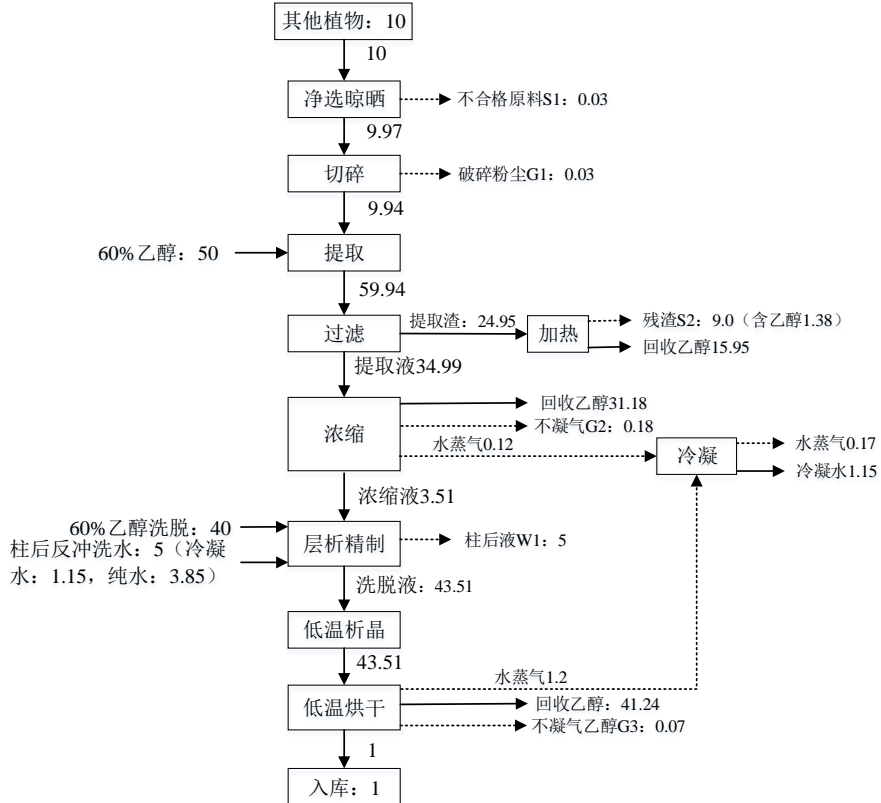 其他植物：10
10
净选晾晒
不合格原料S1：0.03
9.97
切碎
破碎粉尘G1：0.03
9.94
60%乙醇：50
提取
59.94
过滤
提取渣：24.95
加热
残渣S2：9.0（含乙醇1.38）
回收乙醇15.95
提取液34.99
浓缩
回收乙醇31.18
不凝气G2：0.18
水蒸气0.12
冷凝
水蒸气0.17
冷凝水1.15
浓缩液3.51
60%乙醇洗脱：40
柱后反冲洗水：5（冷凝
水：1.15，纯水：3.85）
层析精制
柱后液W1：5
洗脱液：43.51
低温析晶
43.51
水蒸气1.2
低温烘干
回收乙醇：41.24
不凝气乙醇G3：0.07
1
入库：1